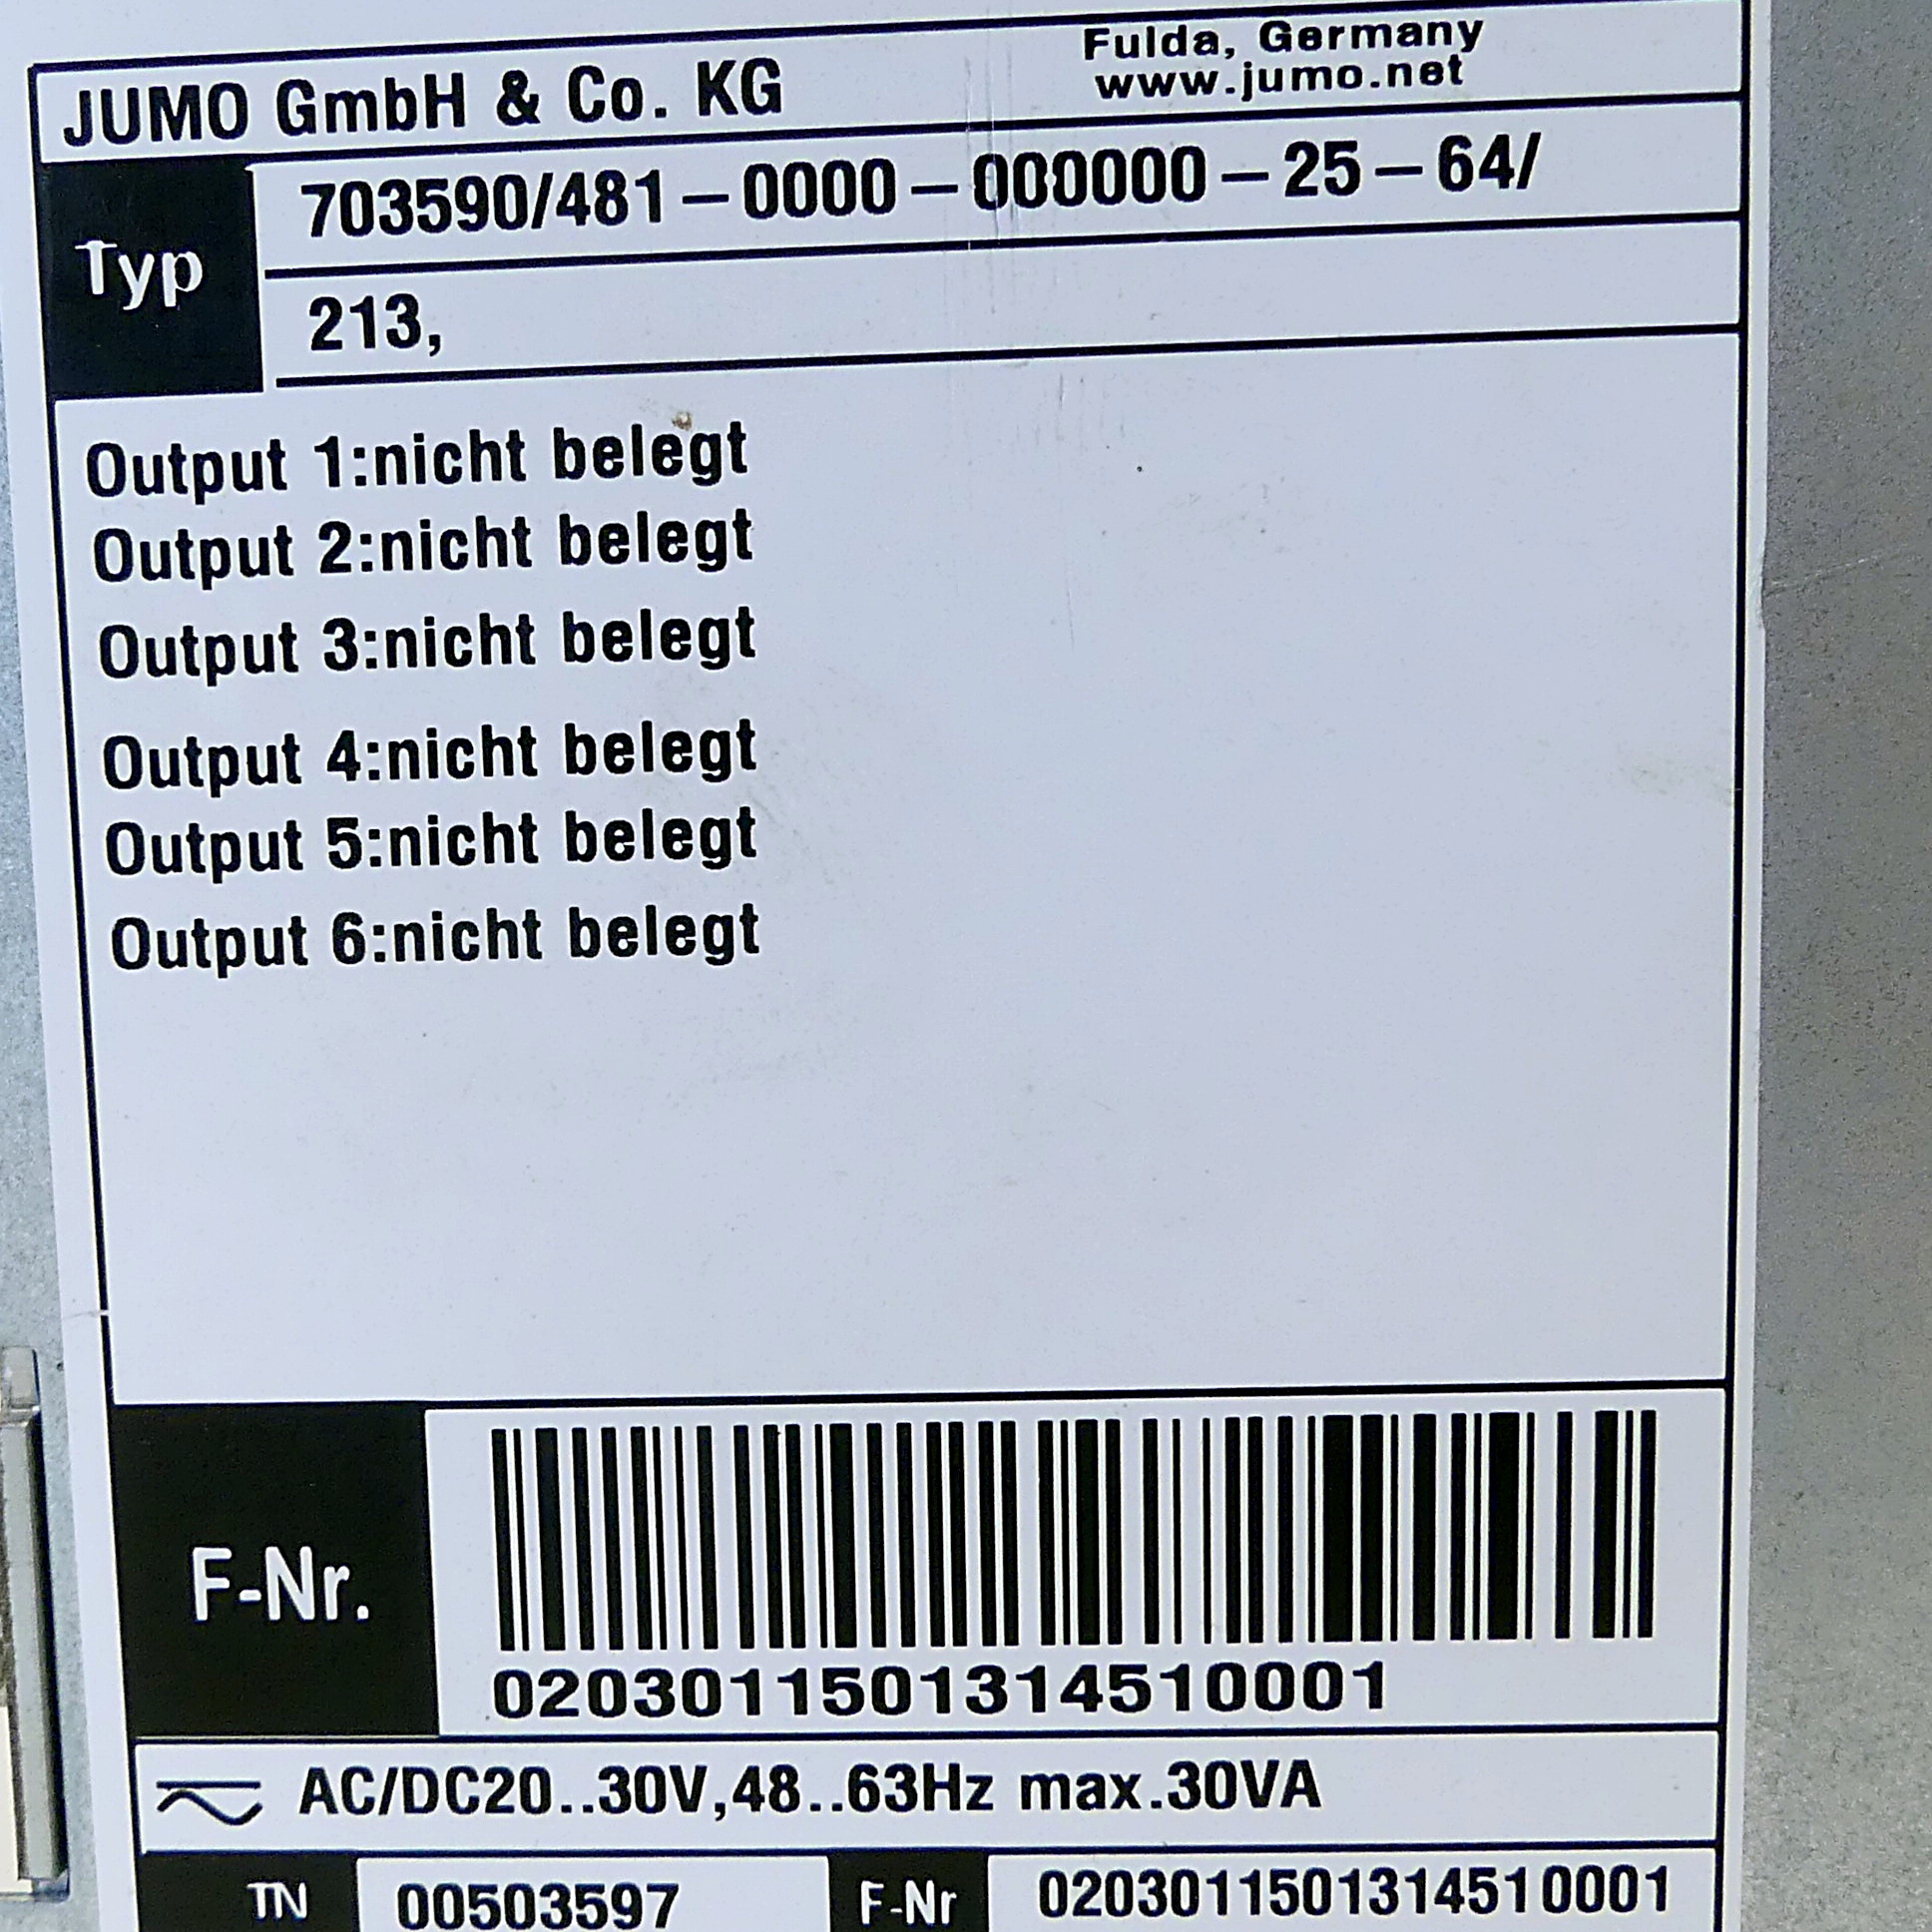 JUMO GmbH & Co. KG
Fulda, Germany
www.jumo.net
Typ
703590/481-0000-000000-25-64/
213,
Output 1:nicht belegt
Output 2:nicht belegt
Output 3:nicht belegt
Output 4:nicht belegt
Output 5:nicht belegt
Output 6:nicht belegt
F-Nr.
0203011501314510001
AC/DC20..30V,48..63Hz max.30VA
TN 00503597 F-Nr 0203011501314510001